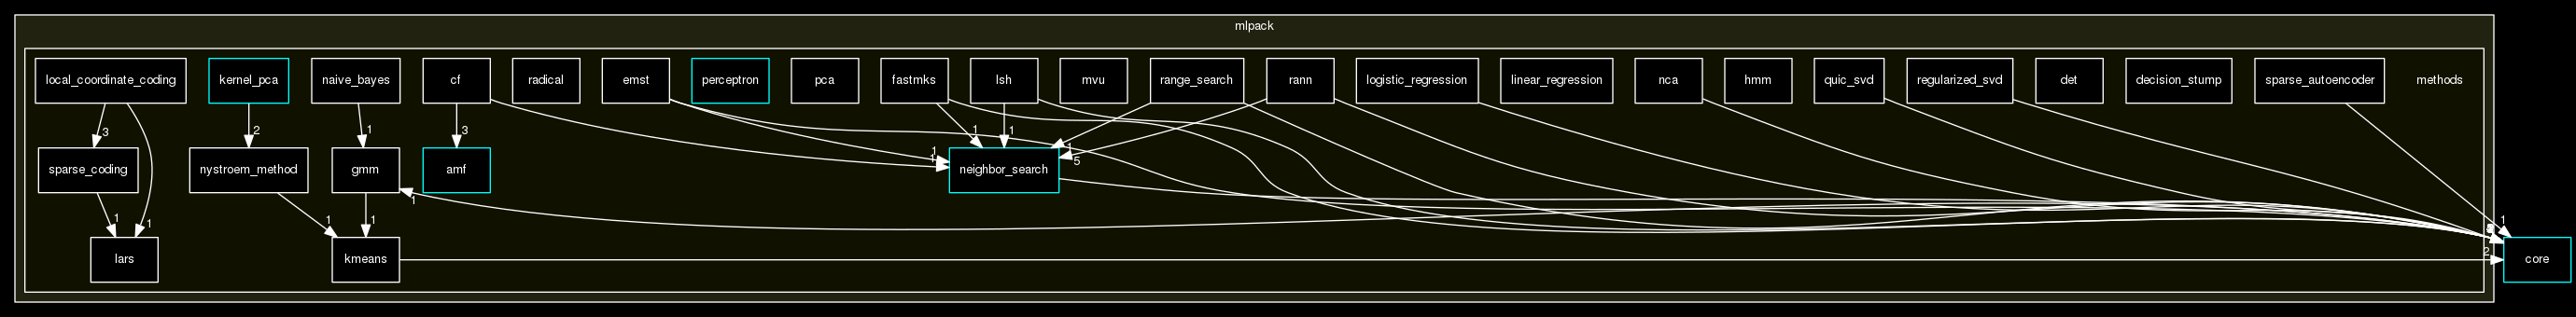 mlpack
local_coordinate_coding
kernel_pca
naive_bayes
cf
radical
emst
perceptron
pca
fastmks
lsh
mvu
range_search
rann
logistic_regression
linear_regression
nca
hmm
quic_svd
regularized_svd
det
decision_stump
sparse_autoencoder
methods
3
2
1
3
1
1
1
1
1
5
sparse_coding
nystroem_method
gmm
amf
neighbor_search
1
1
1
1
1
1
2
lars
kmeans
core